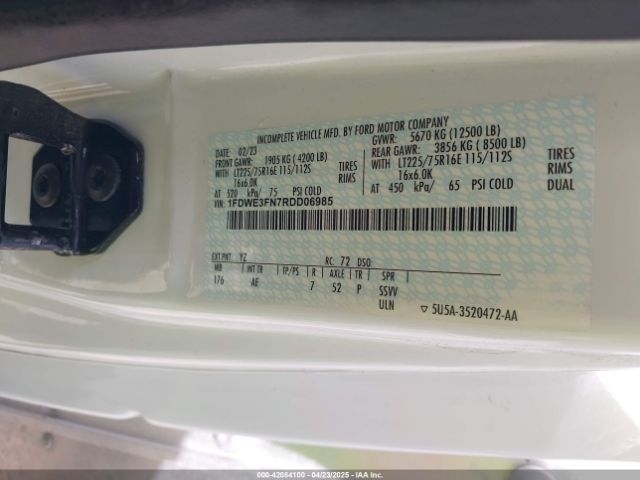 INCOMPLETE VEHICLE MFD. BY FORD MOTOR COMPANY
DATE: 02/23 GVWR: 5670 KG (12500 LB)
FRONT GAWR: 1905 KG ( 4200 LB) REAR GAWR: 3856 KG ( 8500 LB)
WITH LT225/75R16E 115/112S TIRES WITH LT225/75R16E 115/112S TIRES
16x6.0K RIMS 16x6.0K RIMS
AT 520 kPa/ 75 PSI COLD AT 450 kPa/ 65 PSI COLD DUAL
VIN: 1FDWE3FN7RDD06985
EXT.PNT YZ RC: 72 DSO:
WB INT TR TP/PS R AXLE TR SPR
176 AE 7 52 P SSVV
ULN ▽ 5U5A-3520472-AA
000-42064100 - 04/23/2025 - IAA Inc.